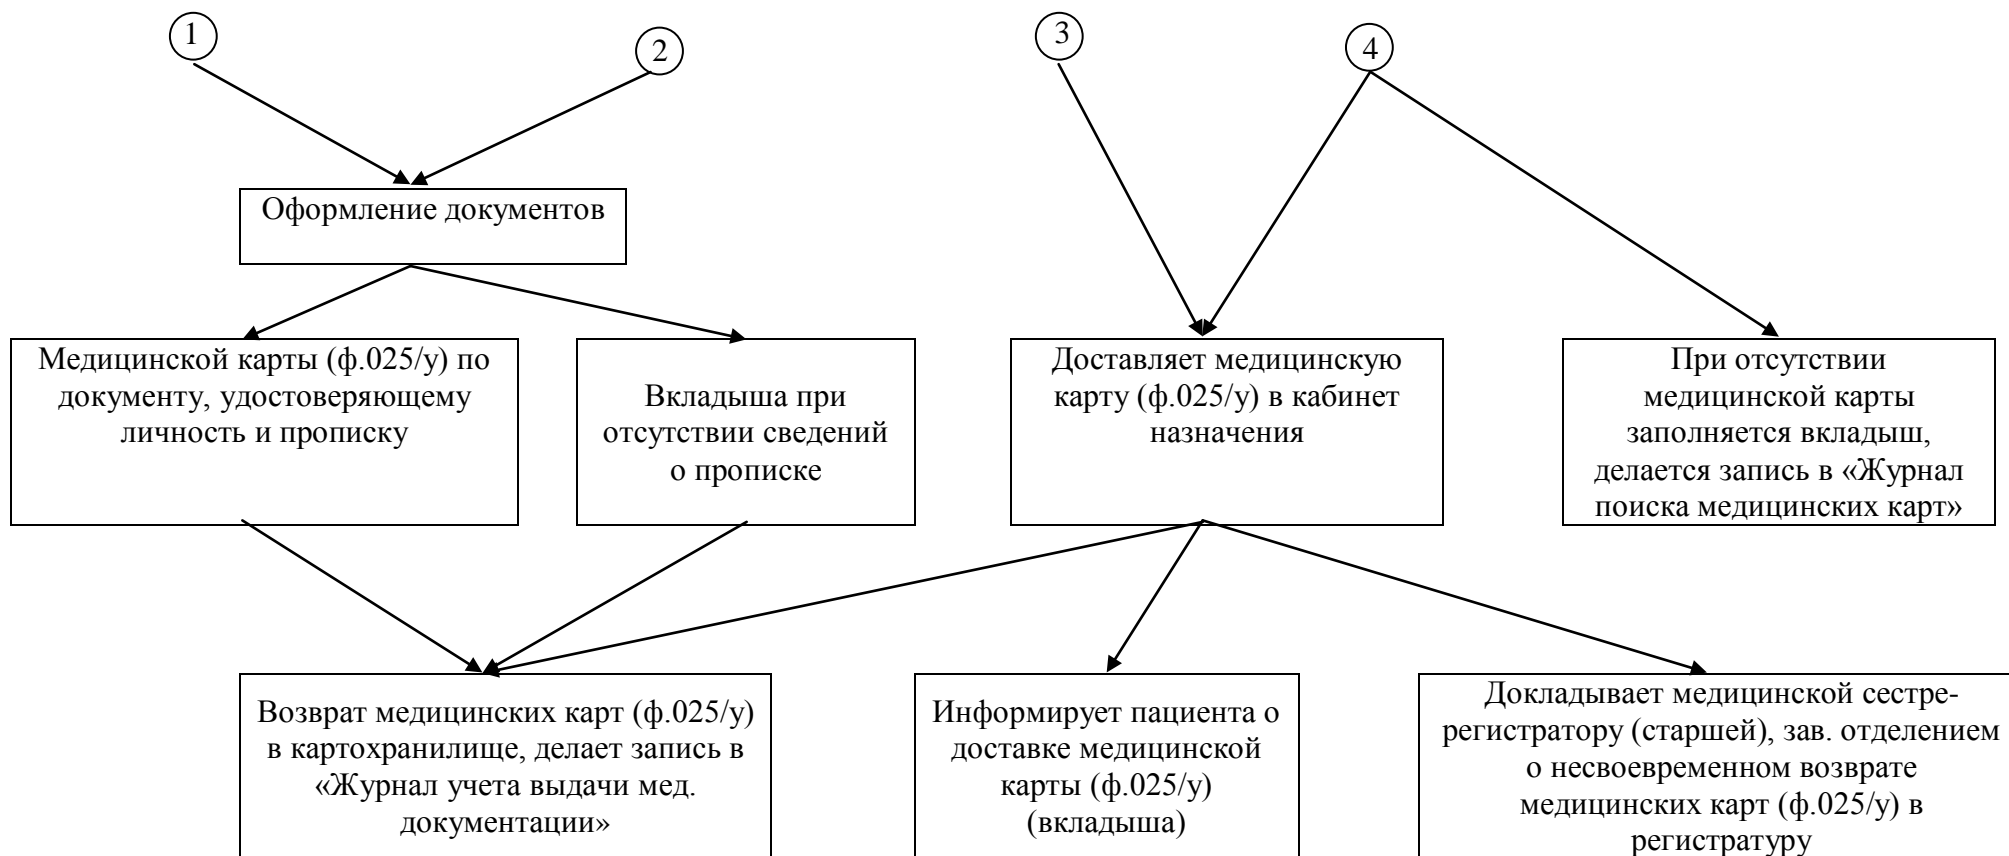 1
2
3
4
Оформление документов
Медицинской карты (ф.025/у) по
документу, удостоверяющему
личность и прописку
Вкладыша при
отсутствии сведений
о прописке
Доставляет медицинскую
карту (ф.025/у) в кабинет
назначения
При отсутствии
медицинской карты
заполняется вкладыш,
делается запись в «Журнал
поиска медицинских карт»
Возврат медицинских карт (ф.025/у)
в картохранилище, делает запись в
«Журнал учета выдачи мед.
документации»
Информирует пациента о
доставке медицинской
карты (ф.025/у)
(вкладыша)
Докладывает медицинской сестре-
регистратору (старшей), зав. отделением
о несвоевременном возврате
медицинских карт (ф.025/у) в
регистратуру